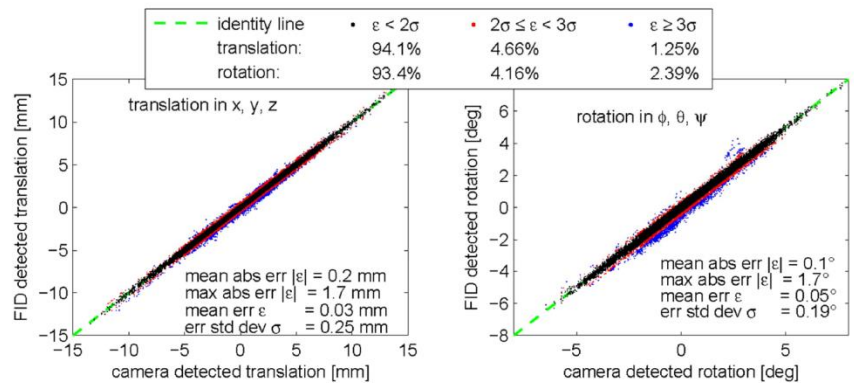 identity line ε < 2σ 2σ ≤ ε < 3σ ε ≥ 3σ
translation: 94.1% 4.66% 1.25%
rotation: 93.4% 4.16% 2.39%
translation in x, y, z
FID detected translation [mm]
15
10
5
0
−5
−10
−15
mean abs err |ε| = 0.2 mm
max abs err |ε| = 1.7 mm
mean err ε = 0.03 mm
err std dev σ = 0.25 mm
−15 −10 −5 0 5 10 15
camera detected translation [mm]
rotation in ϕ, θ, ψ
FID detected rotation [deg]
6
4
2
0
−2
−4
−6
−8
mean abs err |ε| = 0.1°
max abs err |ε| = 1.7°
mean err ε = 0.05°
err std dev σ = 0.19°
−5 0 5
camera detected rotation [deg]